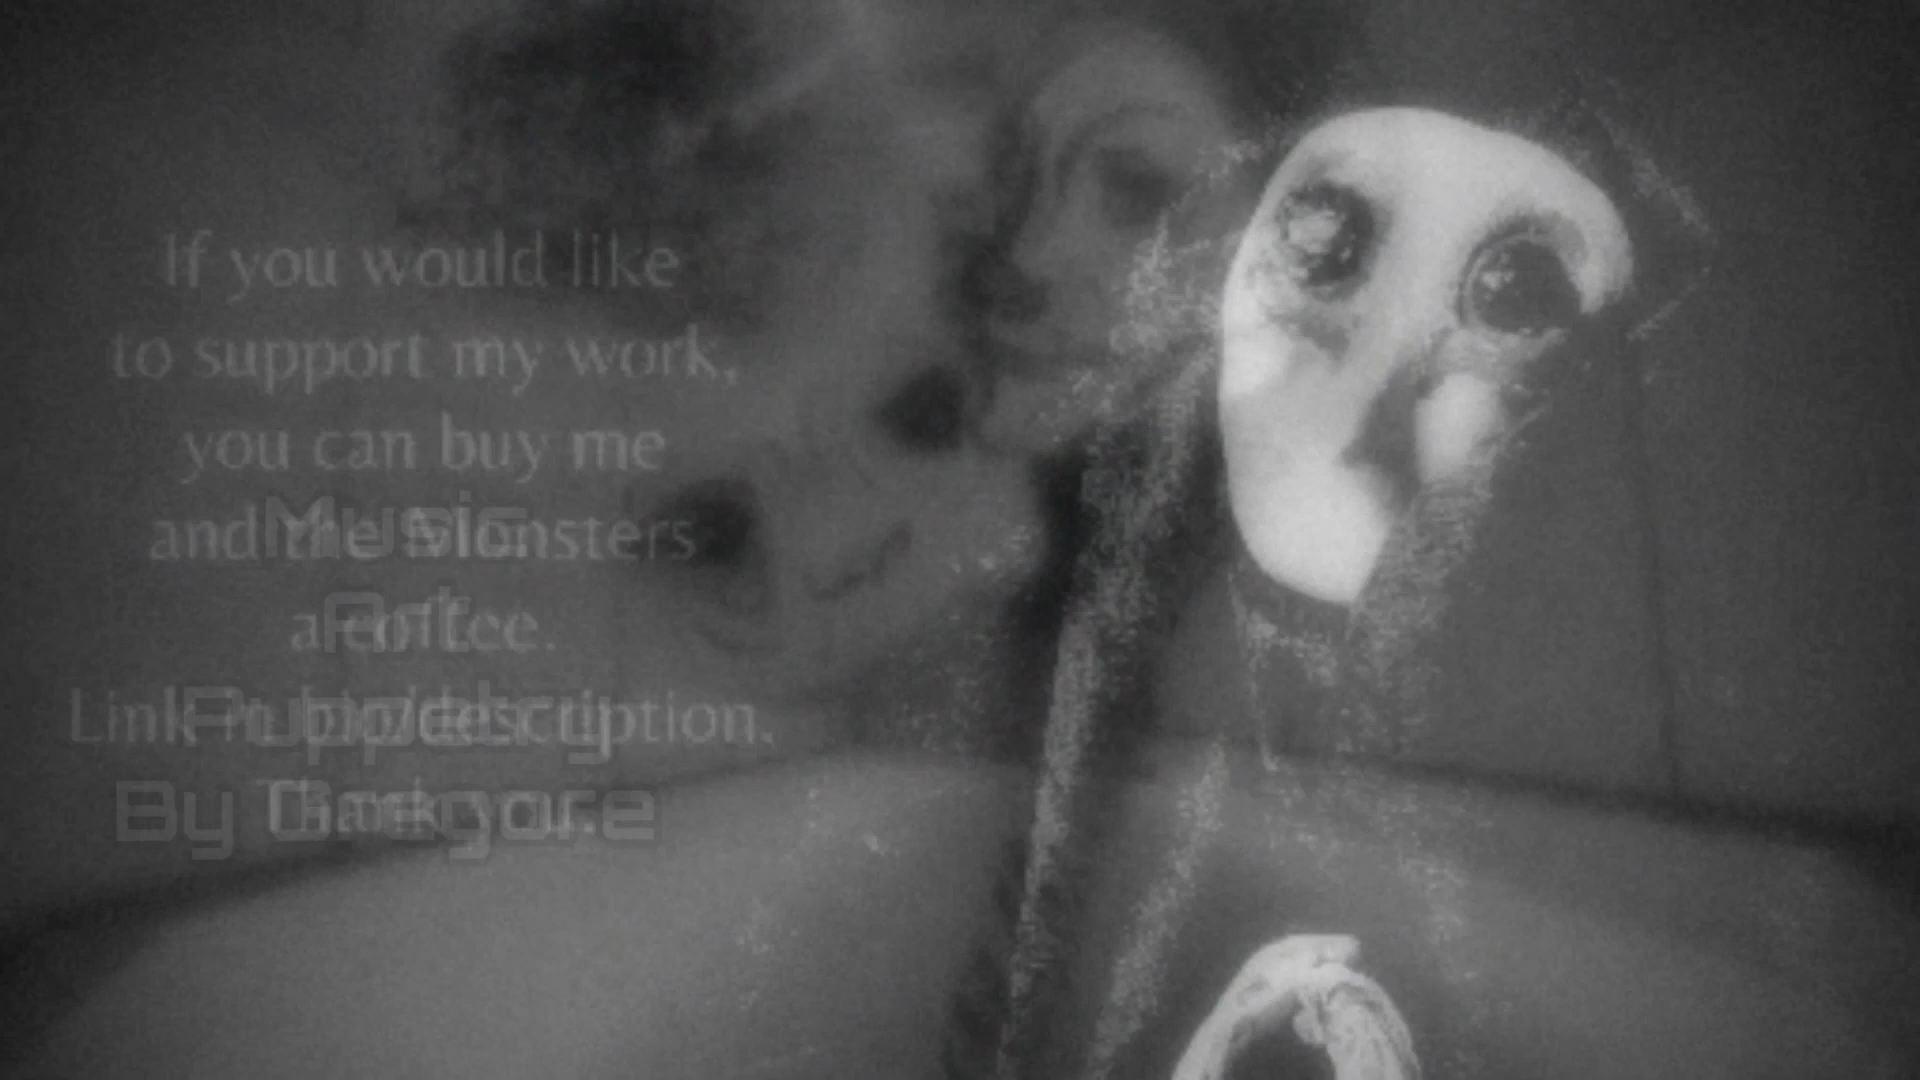 If you would like
to support my work,
you can buy me
and the Monsters
a coffee.
Link in bio/description.
Thank you.
Music
Art
Puppetry
By Gregore